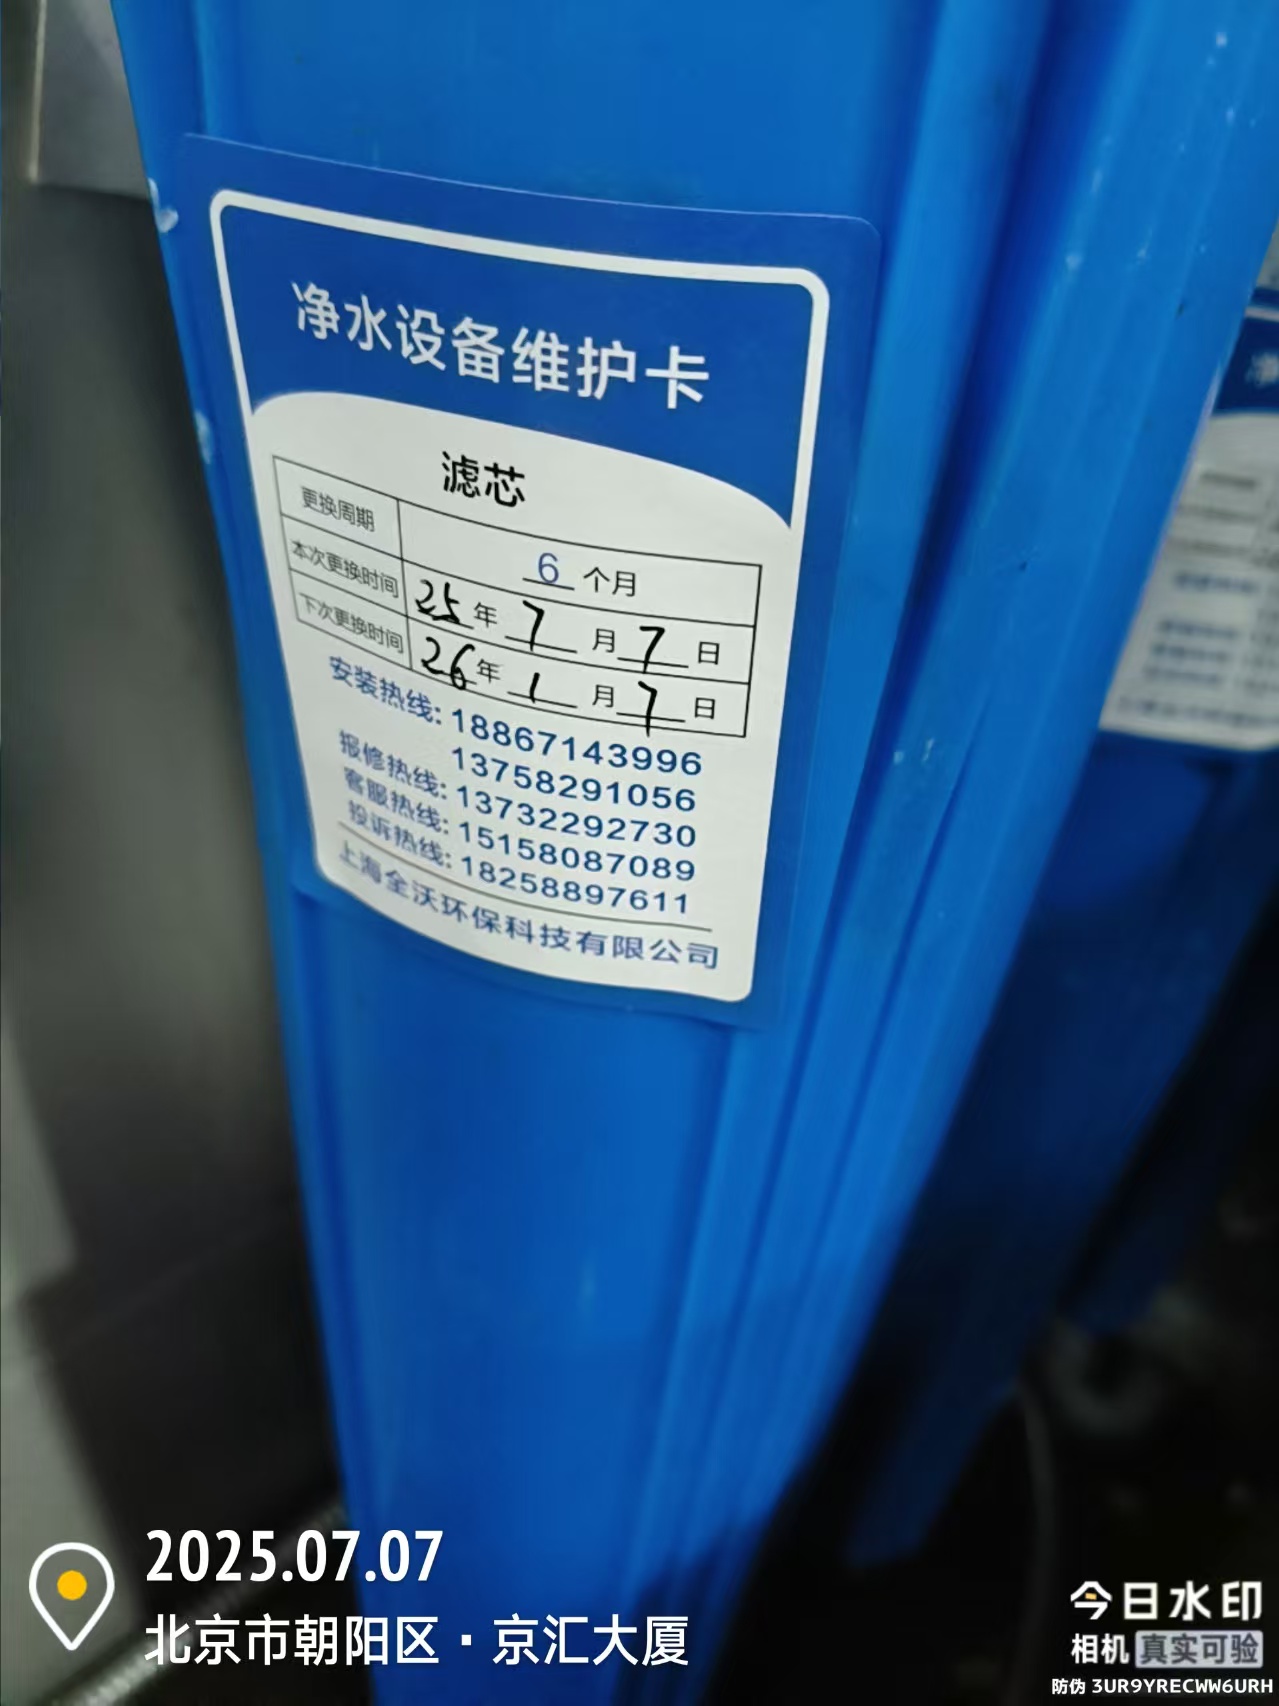 净水设备维护卡
滤芯
更换周期 6 个月
本次更换时间 25 年 7 月 7 日
下次更换时间 26 年 1 月 7 日
安装热线: 18867143996
13758291056
报修热线: 13732292730
客服热线: 15158087089
投诉热线: 18258897611
上海全沃环保科技有限公司
净
2025.07.07
北京市朝阳区·京汇大厦
今日水印
相机 真实可验
防伪 3UR9YRECWW6URH